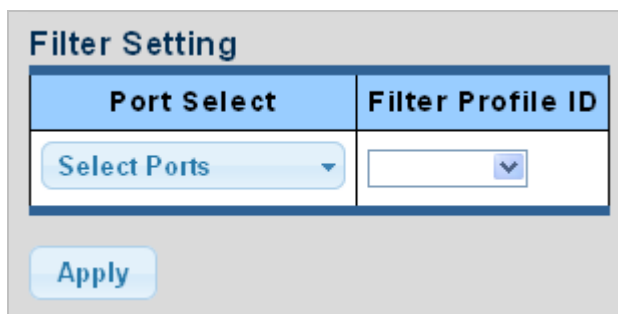 Filter Setting
Port Select Filter Profile ID
Select Ports
Apply